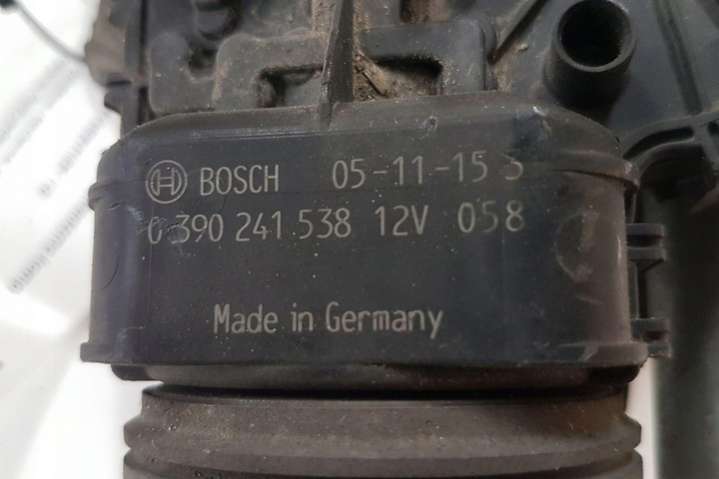 BOSCH 05-11-15 S
0 390 241 538 12V 058
Made in Germany